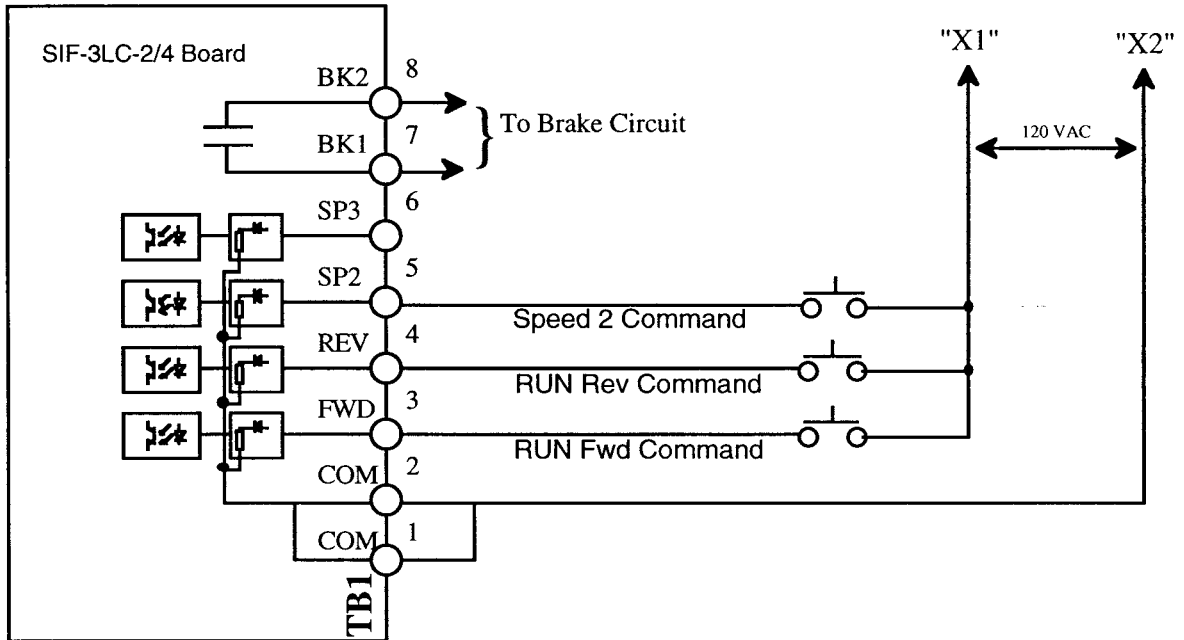 SIF-3LC-2/4 Board
"X1"
"X2"
BK2
8
To Brake Circuit
120 VAC
BK1
7
SP3
6
SP2
5
Speed 2 Command
REV
4
RUN Rev Command
FWD
3
RUN Fwd Command
COM
2
COM
1
TB1